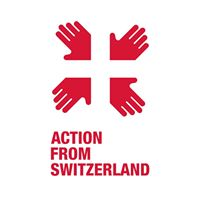 ACTION
FROM
SWITZERLAND